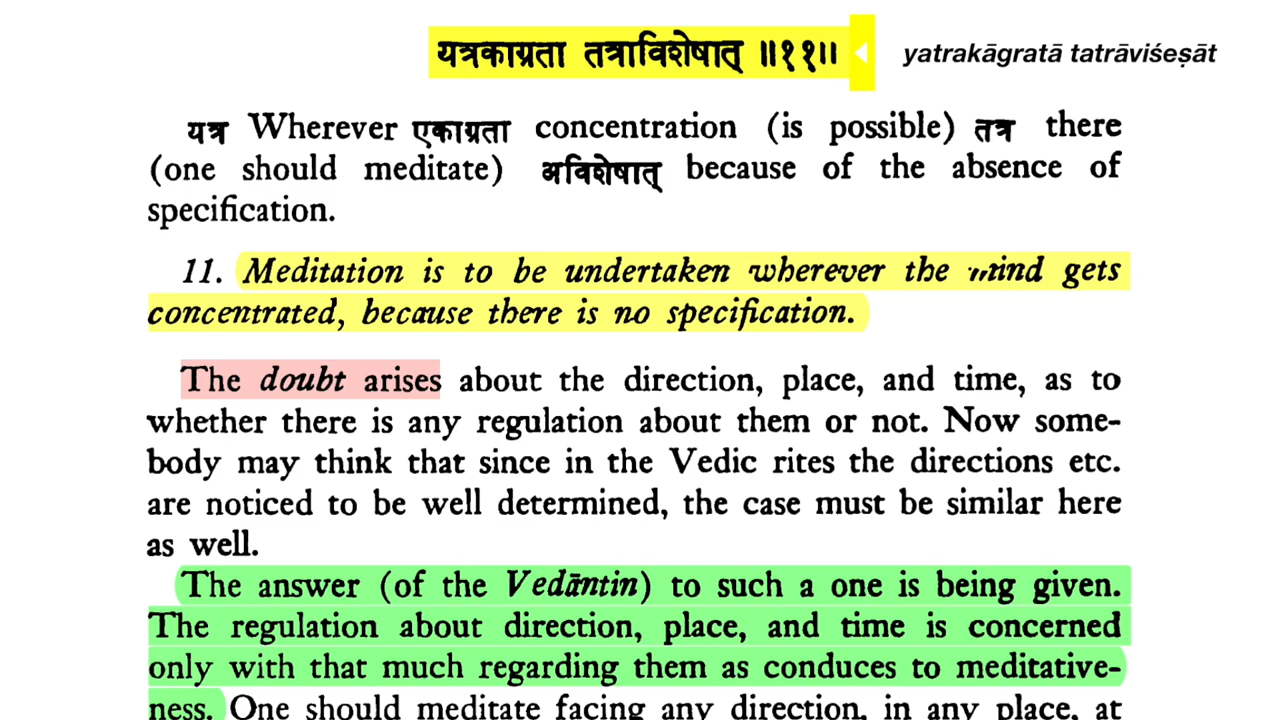 यत्रकाग्रता तत्राविशेषात् ॥११॥ yatrakāgratā tatrāviśeṣāt
यत्र Wherever एकाग्रता concentration (is possible) तत्र there
(one should meditate) अविशेषात् because of the absence of
specification.
11. Meditation is to be undertaken wherever the mind gets
concentrated, because there is no specification.
The doubt arises about the direction, place, and time, as to
whether there is any regulation about them or not. Now some-
body may think that since in the Vedic rites the directions etc.
are noticed to be well determined, the case must be similar here
as well.
The answer (of the Vedāntin) to such a one is being given.
The regulation about direction, place, and time is concerned
only with that much regarding them as conduces to meditative-
ness. One should meditate facing any direction, in any place, at